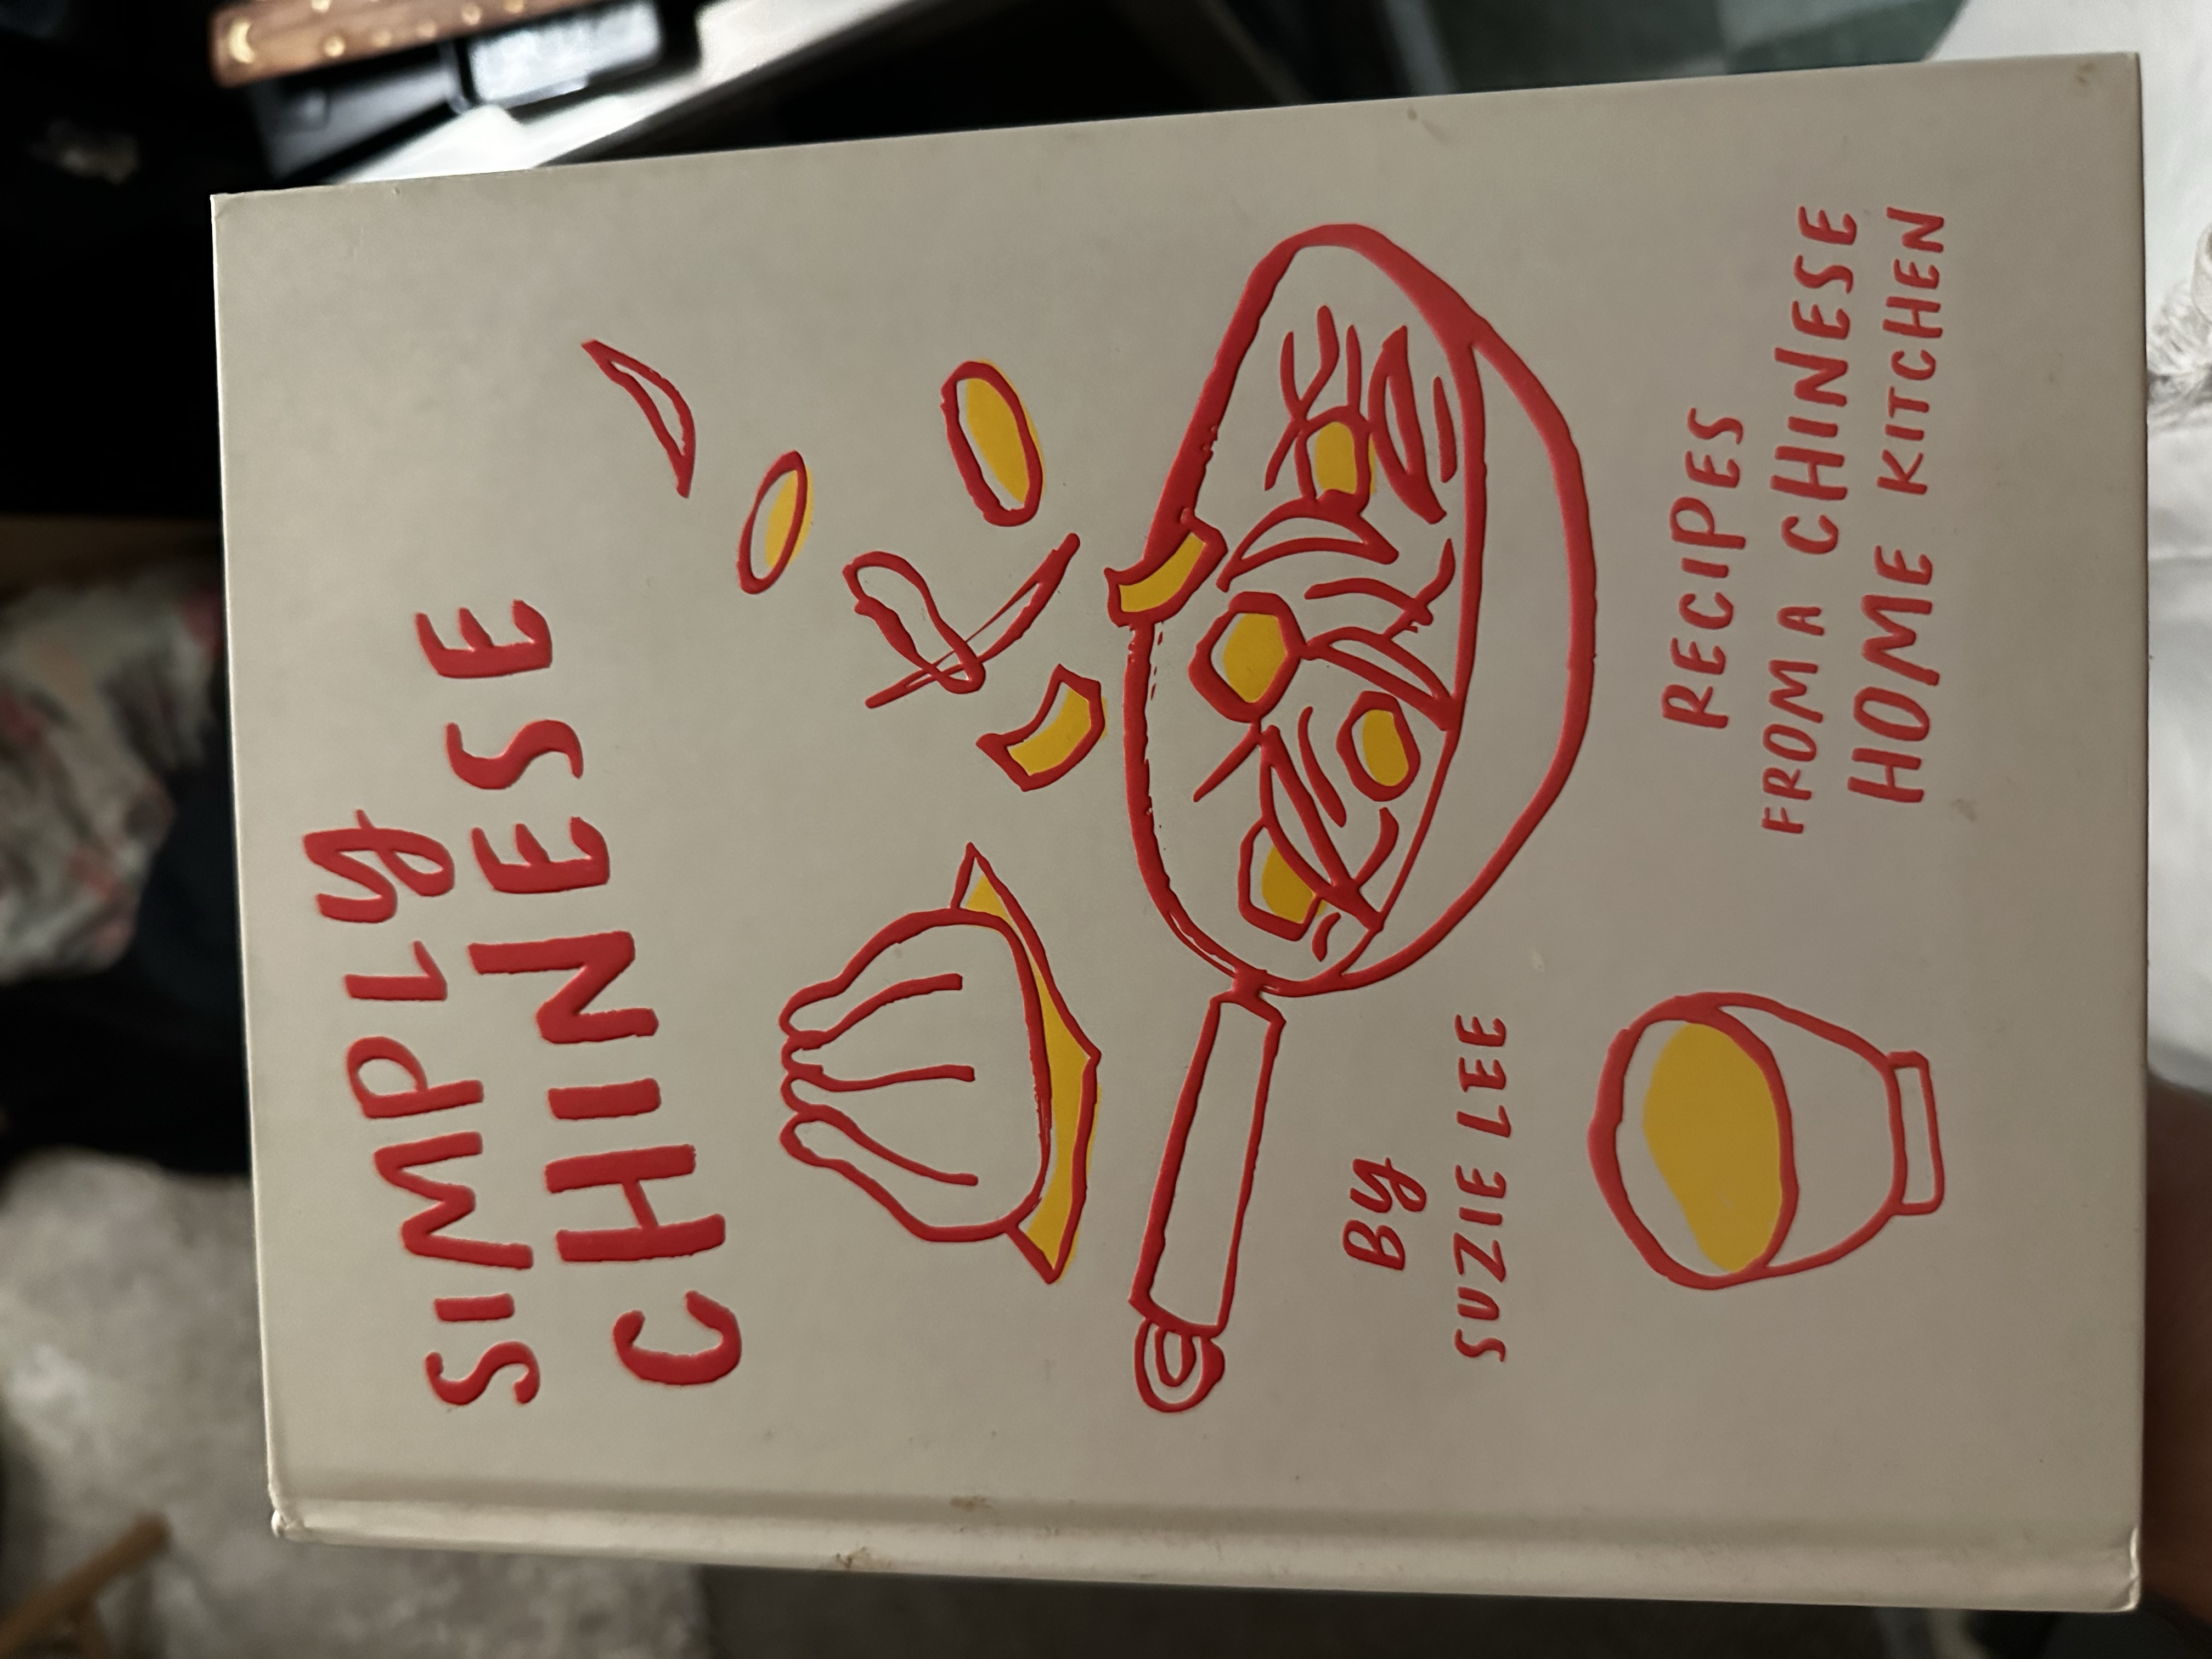 SIMPLY
CHINESE
BY
SUZIE LEE
RECIPES
FROM A CHINESE
HOME KITCHEN